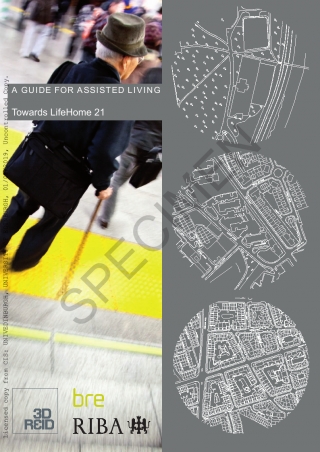 A GUIDE FOR ASSISTED LIVING
Towards LifeHome 21
SPECIMEN
3D
REID
bre
RIBA